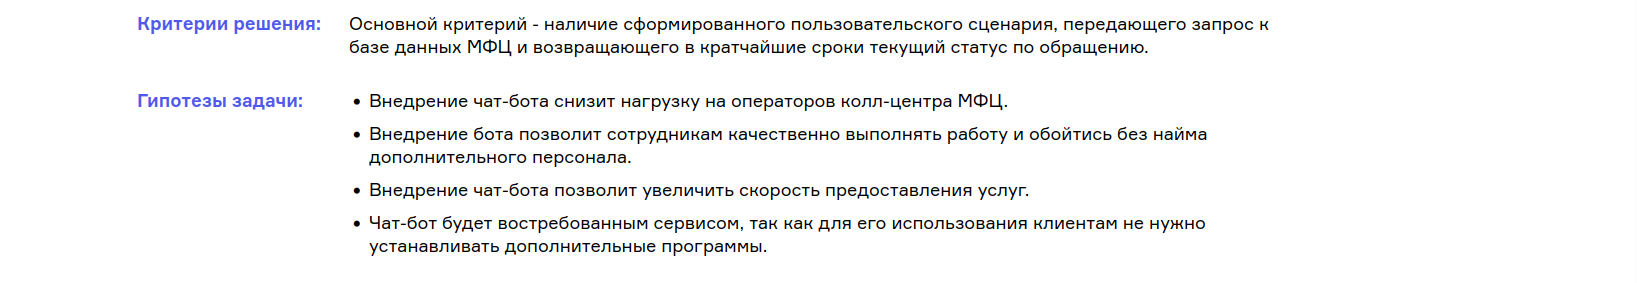 Критерии решения: Основной критерий - наличие сформированного пользовательского сценария, передающего запрос к
базе данных МФЦ и возвращающего в кратчайшие сроки текущий статус по обращению.
Гипотезы задачи: • Внедрение чат-бота снизит нагрузку на операторов колл-центра МФЦ.
• Внедрение бота позволит сотрудникам качественно выполнять работу и обойтись без найма
дополнительного персонала.
• Внедрение чат-бота позволит увеличить скорость предоставления услуг.
• Чат-бот будет востребованным сервисом, так как для его использования клиентам не нужно
устанавливать дополнительные программы.